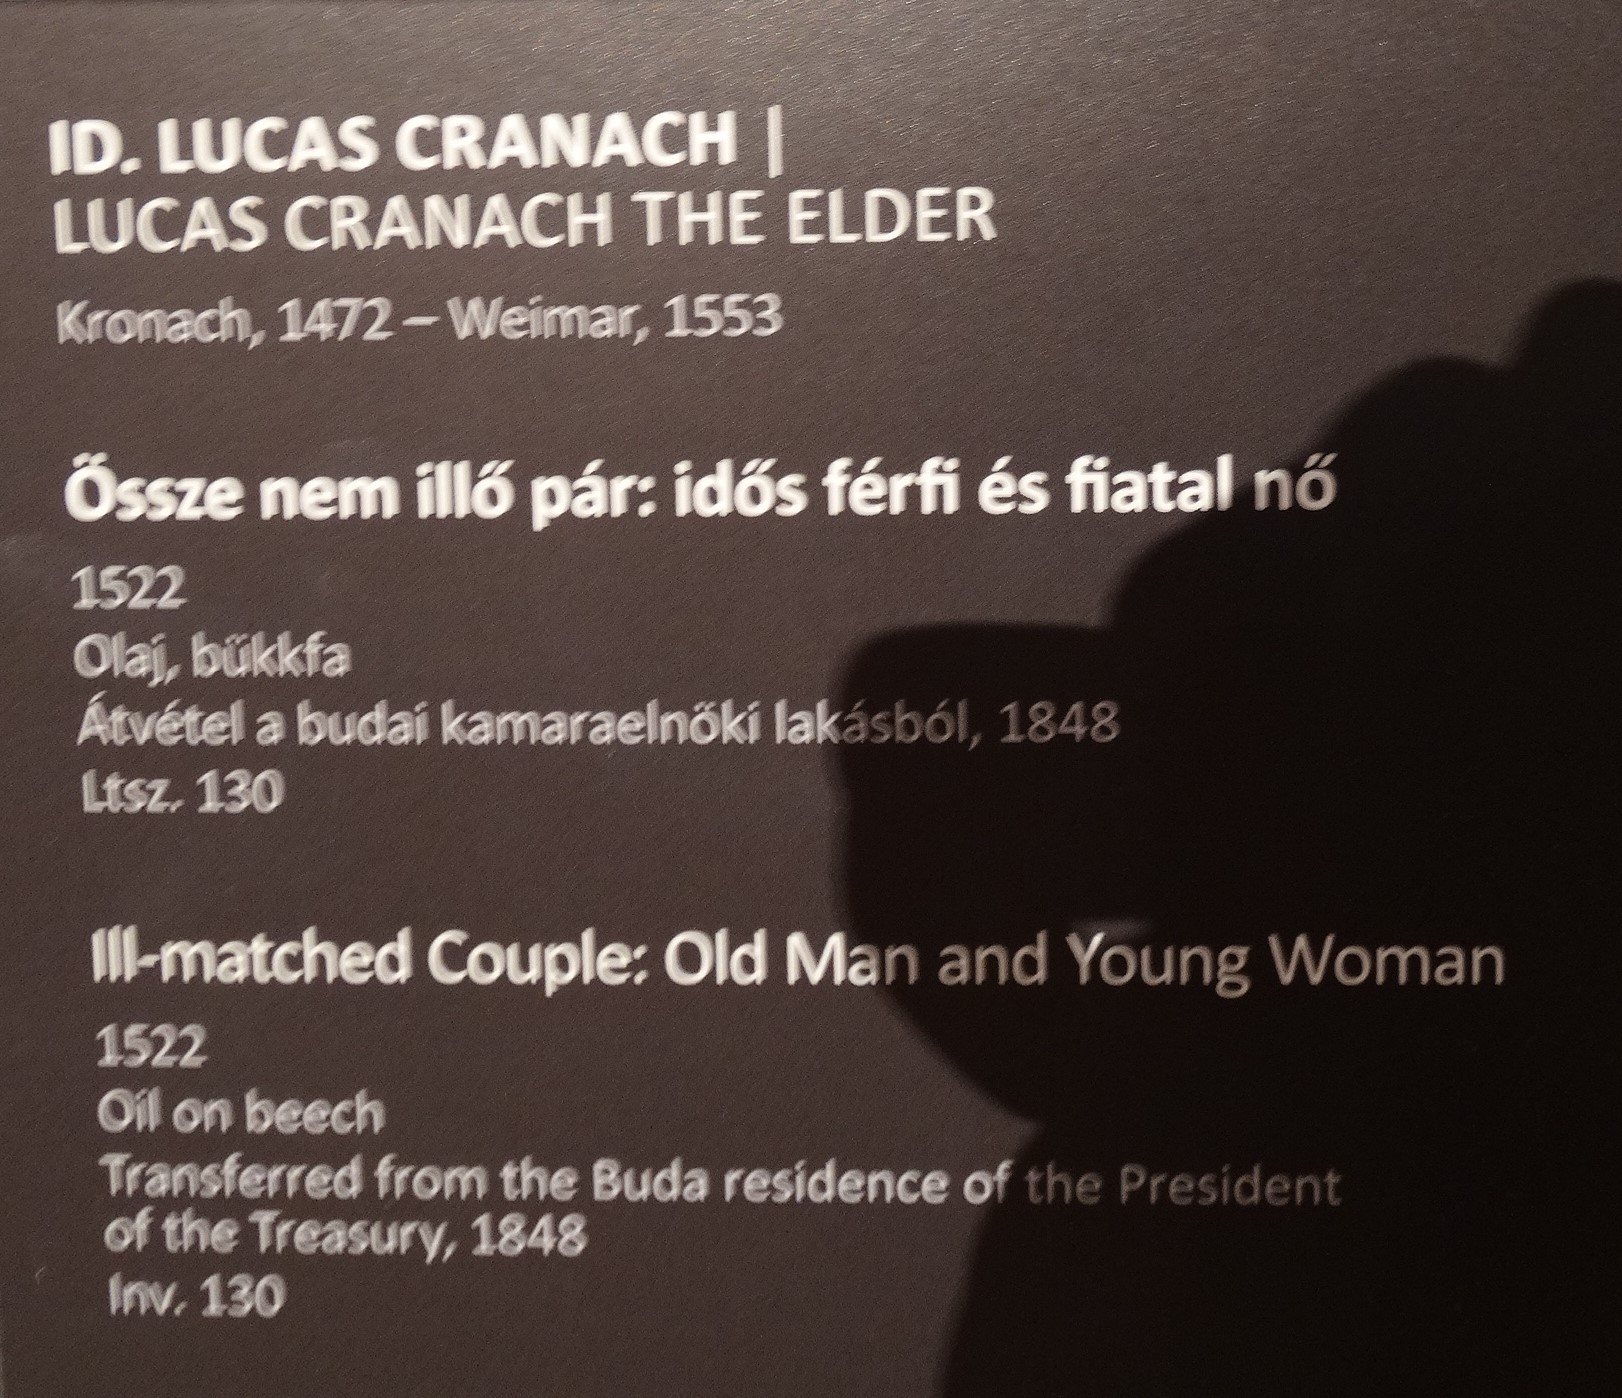 ID. LUCAS CRANACH |
LUCAS CRANACH THE ELDER
Kronach, 1472 – Weimar, 1553
Össze nem illő pár: idős férfi és fiatal nő
1522
Olaj, bükkfa
Átvétel a budai kamaraelnöki lakásból, 1848
Ltsz. 130
Ill-matched Couple: Old Man and Young Woman
1522
Oil on beech
Transferred from the Buda residence of the President
of the Treasury, 1848
Inv. 130